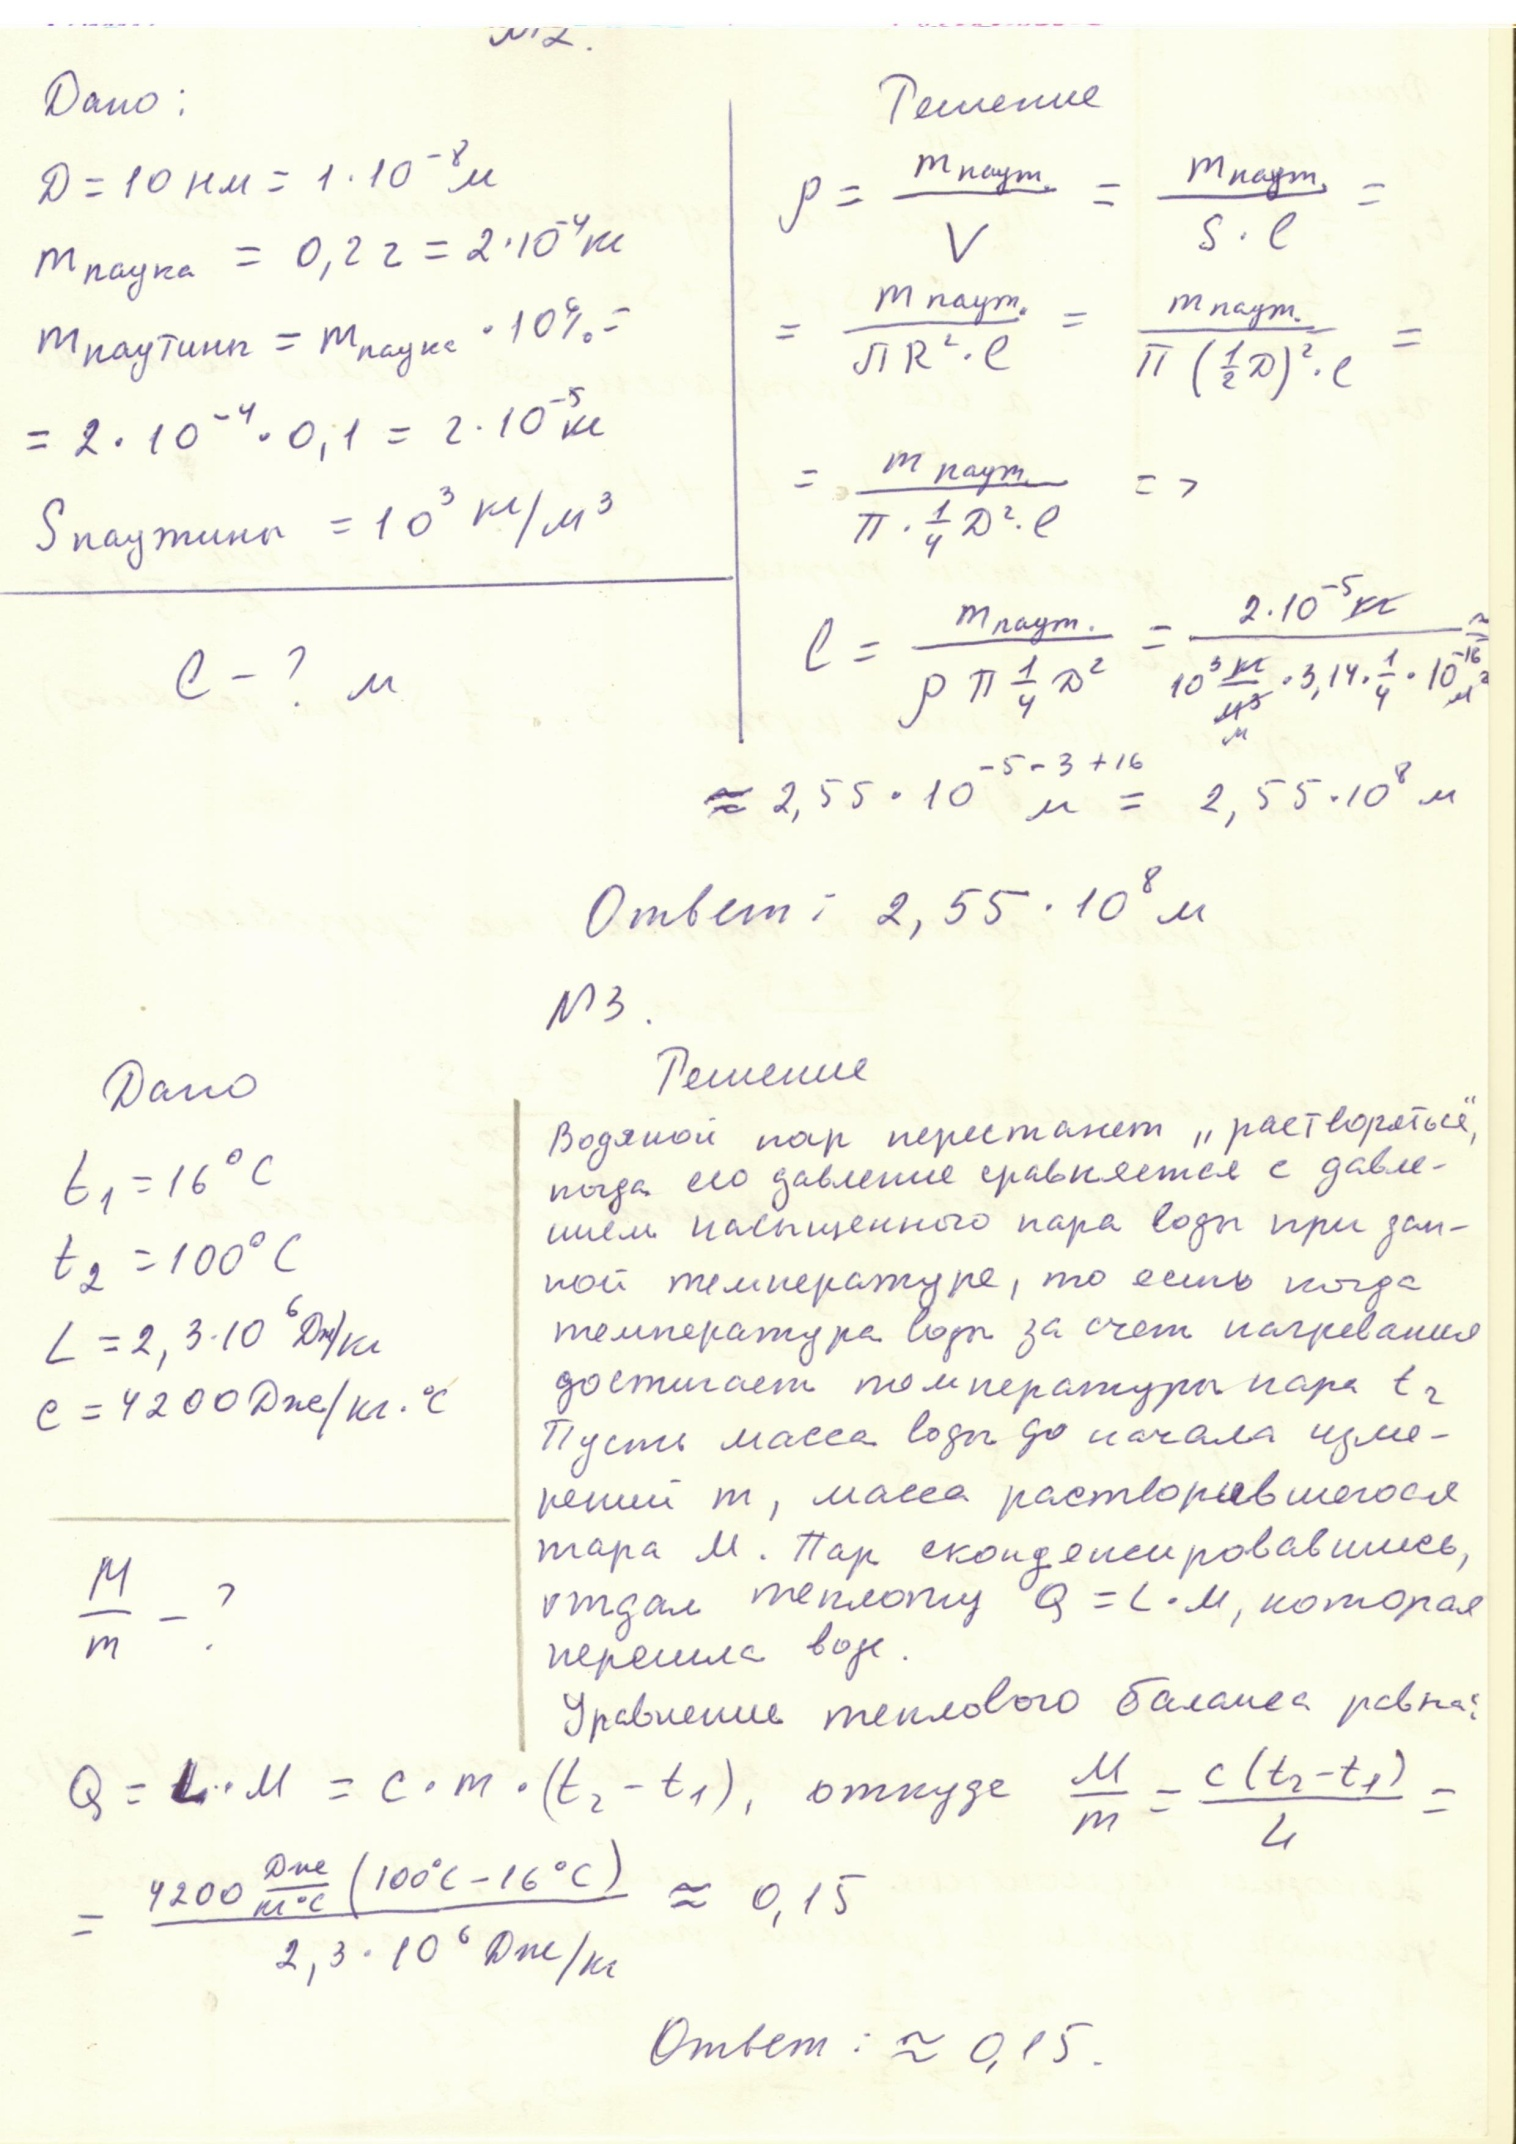 №2.
Дано:
D = 10 нм = 1·10⁻⁸ м
m паука = 0,2 г = 2·10⁻⁴ кг
m паутины = m паука · 10% =
= 2·10⁻⁴·0,1 = 2·10⁻⁵ кг
S паутины = 10³ кг/м³
l - ? м
Решение
ρ = m паут. / V = m паут. / S·l =
= m паут. / πR²·l = m паут. / π(1/2 D)²·l =
= m паут. / π·1/4 D²·l =>
l = m паут. / ρπ 1/4 D² = 2·10⁻⁵ кг / 10³ кг/м³ · 3,14 · 1/4 · 10⁻¹⁶ м² ≈
≈ 2,55·10⁻⁵⁻³⁺¹⁶ м = 2,55·10⁸ м
Ответ: 2,55·10⁸ м
№3.
Дано
t₁ = 16°C
t₂ = 100°C
L = 2,3·10⁶ Дж/кг
c = 4200 Дж/кг·°C
M/m - ?
Решение
Водяной пар перестанет „растворяться",
когда его давление сравняется с давле-
нием насыщенного пара воды при дан-
ной температуре, то есть когда
температура воды за счет нагревания
достигает температуры пара t₂
Пусть масса воды до начала изме-
рений m, масса растворившегося
пара M. Пар сконденсировавшись,
отдал теплоту Q = L·M, которая
перешла воде.
Уравнение теплового баланса равна:
Q = L·M = c·m·(t₂ - t₁), откуда M/m = c(t₂-t₁) / L =
= 4200 Дж/кг°C (100°C - 16°C) / 2,3·10⁶ Дж/кг ≈ 0,15
Ответ: ≈ 0,15.